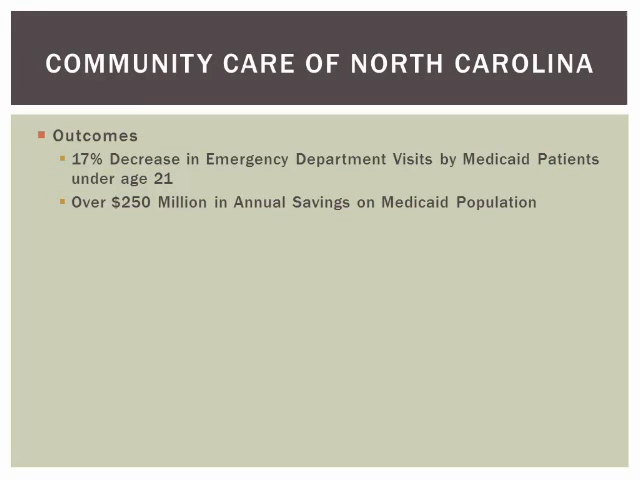 COMMUNITY CARE OF NORTH CAROLINA
Outcomes
17% Decrease in Emergency Department Visits by Medicaid Patients
under age 21
Over $250 Million in Annual Savings on Medicaid Population